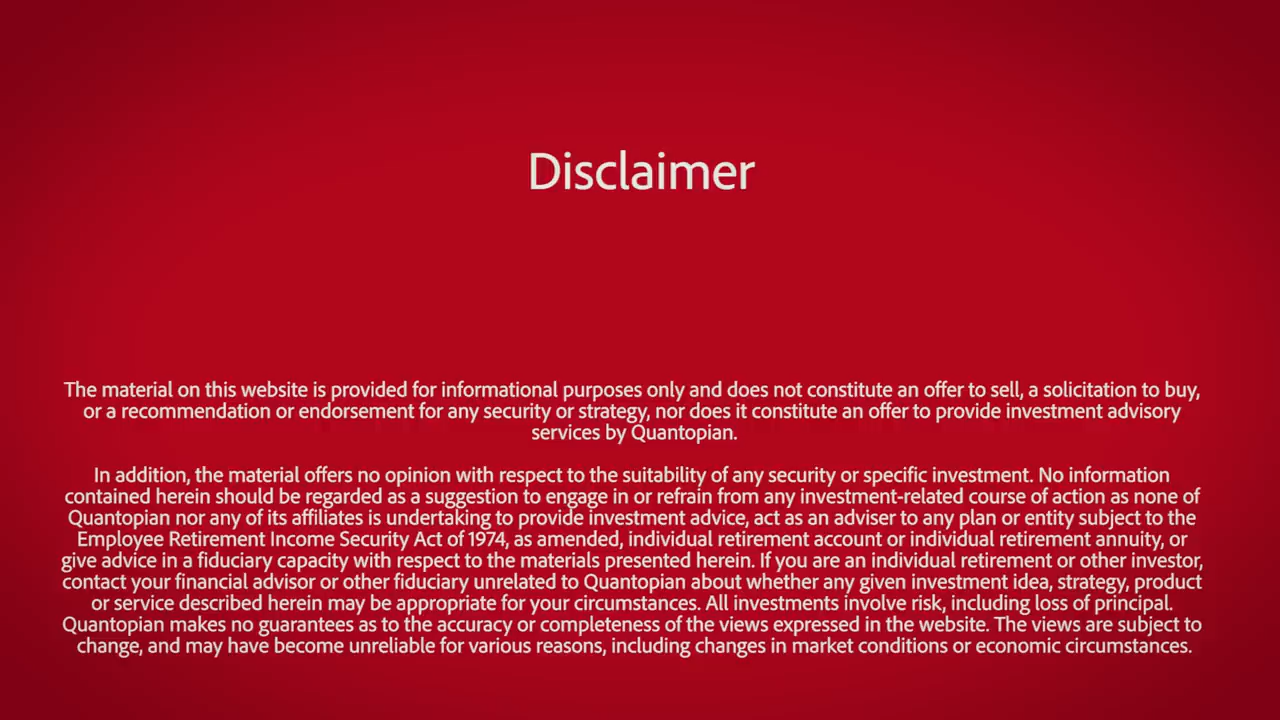 Disclaimer
The material on this website is provided for informational purposes only and does not constitute an offer to sell, a solicitation to buy,
or a recommendation or endorsement for any security or strategy, nor does it constitute an offer to provide investment advisory
services by Quantopian.
In addition, the material offers no opinion with respect to the suitability of any security or specific investment. No information
contained herein should be regarded as a suggestion to engage in or refrain from any investment-related course of action as none of
Quantopian nor any of its affiliates is undertaking to provide investment advice, act as an adviser to any plan or entity subject to the
Employee Retirement Income Security Act of 1974, as amended, individual retirement account or individual retirement annuity, or
give advice in a fiduciary capacity with respect to the materials presented herein. If you are an individual retirement or other investor,
contact your financial advisor or other fiduciary unrelated to Quantopian about whether any given investment idea, strategy, product
or service described herein may be appropriate for your circumstances. All investments involve risk, including loss of principal.
Quantopian makes no guarantees as to the accuracy or completeness of the views expressed in the website. The views are subject to
change, and may have become unreliable for various reasons, including changes in market conditions or economic circumstances.